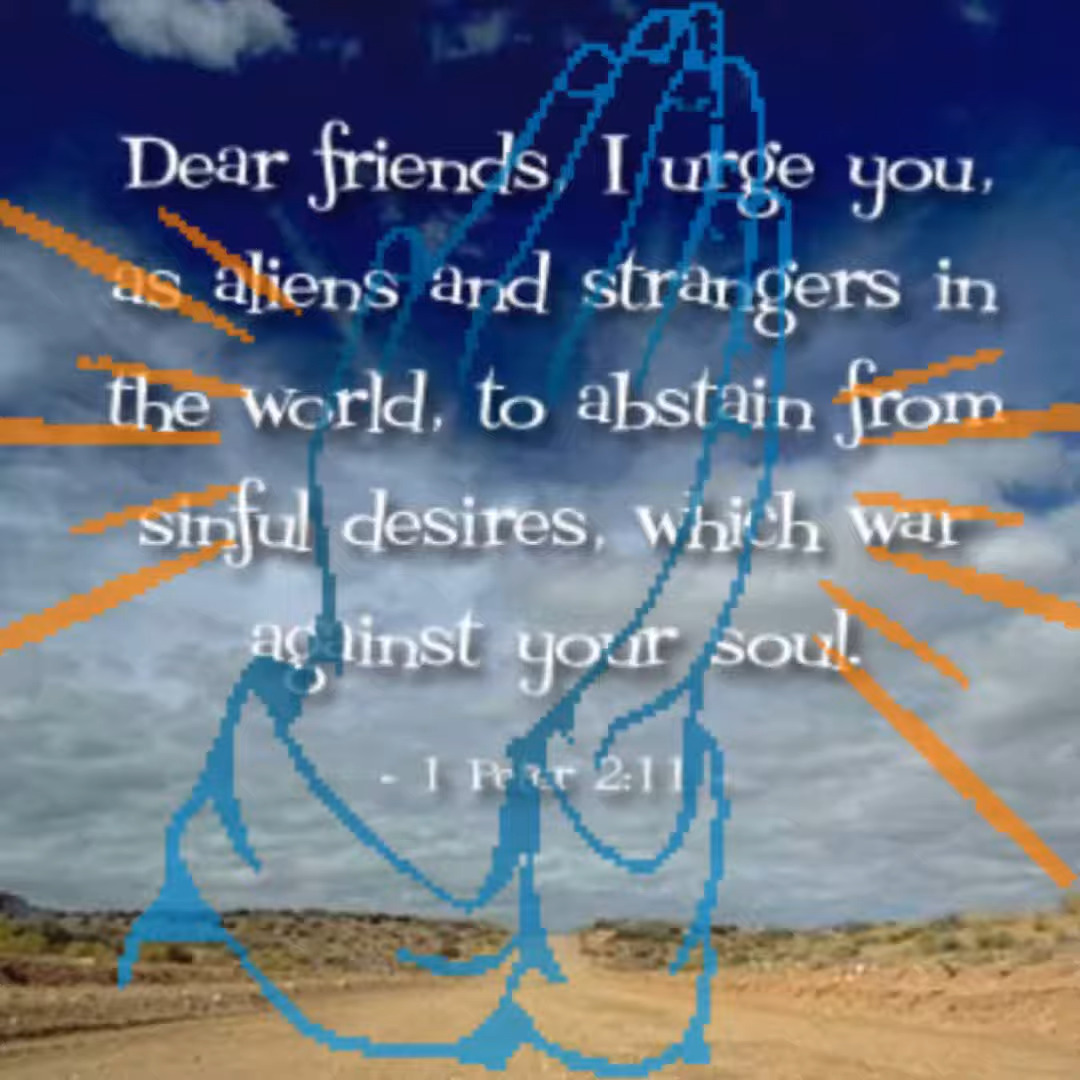 Dear friends, I urge you,
as aliens and strangers in
the world, to abstain from
sinful desires, which war
against your soul.
- 1 Peter 2:11 -